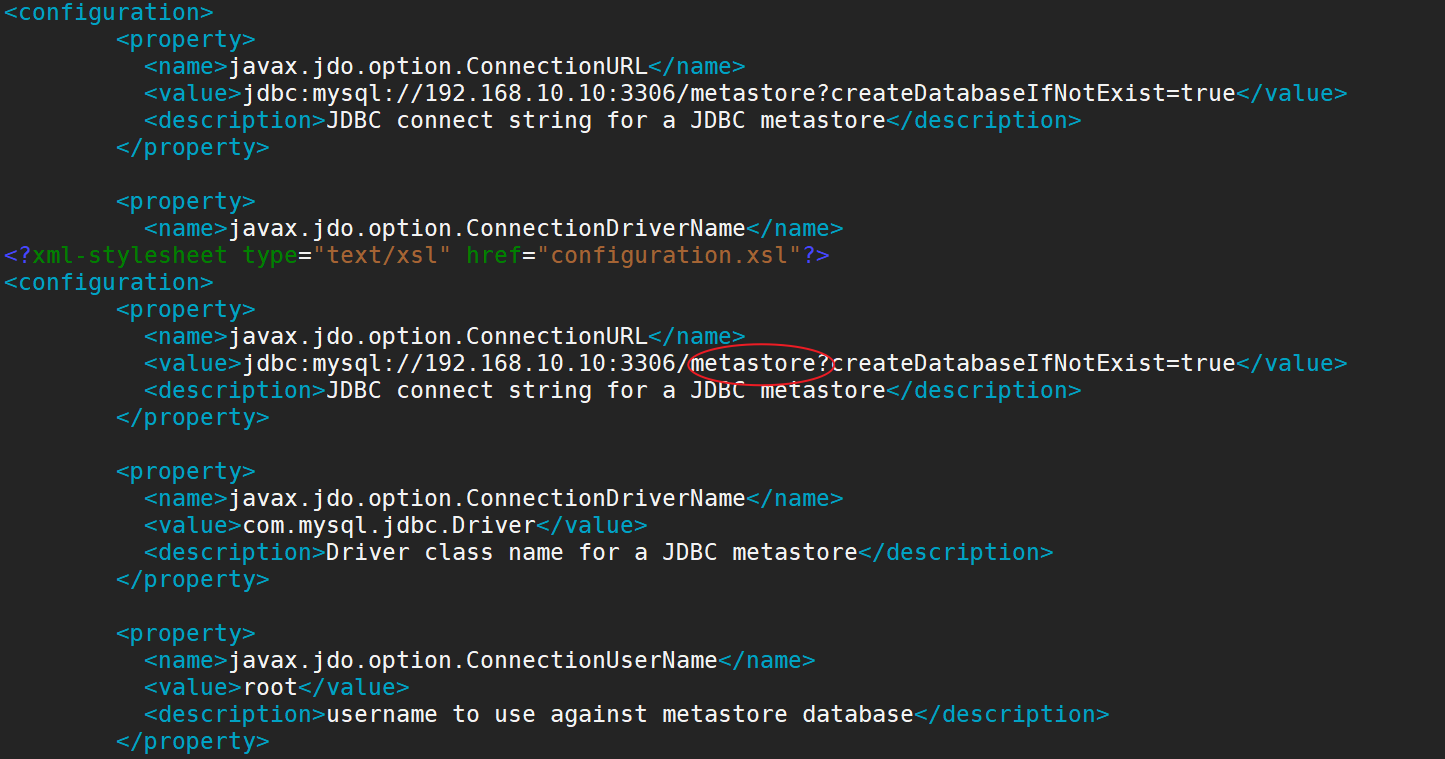 <configuration>
<property>
<name>javax.jdo.option.ConnectionURL</name>
<value>jdbc:mysql://192.168.10.10:3306/metastore?createDatabaseIfNotExist=true</value>
<description>JDBC connect string for a JDBC metastore</description>
</property>
<property>
<name>javax.jdo.option.ConnectionDriverName</name>
<?xml-stylesheet type="text/xsl" href="configuration.xsl"?>
<configuration>
<property>
<name>javax.jdo.option.ConnectionURL</name>
<value>jdbc:mysql://192.168.10.10:3306/metastore?createDatabaseIfNotExist=true</value>
<description>JDBC connect string for a JDBC metastore</description>
</property>
<property>
<name>javax.jdo.option.ConnectionDriverName</name>
<value>com.mysql.jdbc.Driver</value>
<description>Driver class name for a JDBC metastore</description>
</property>
<property>
<name>javax.jdo.option.ConnectionUserName</name>
<value>root</value>
<description>username to use against metastore database</description>
</property>